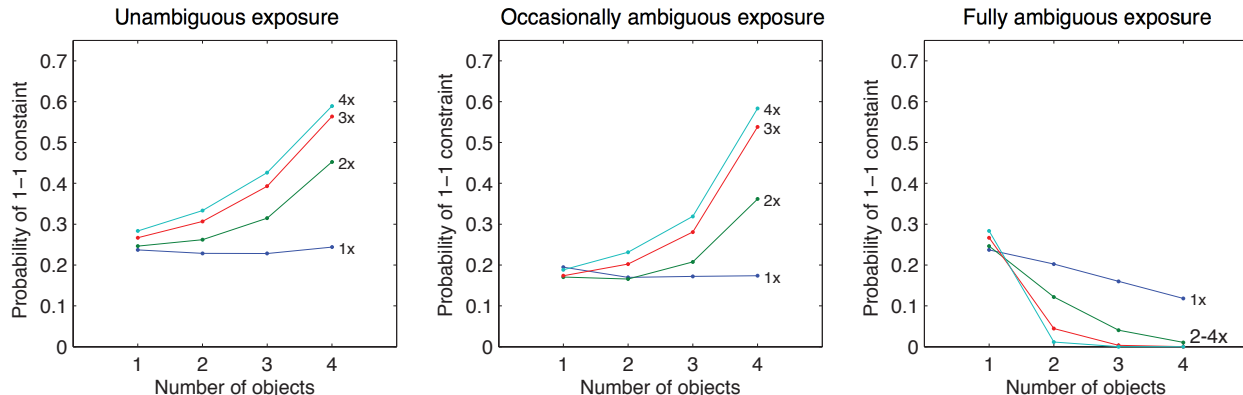 Unambiguous exposure
Probability of 1−1 constaint
0.7
0.6
0.5
0.4
0.3
0.2
0.1
0
4x
3x
2x
1x
1 2 3 4
Number of objects
Occasionally ambiguous exposure
Probability of 1−1 constraint
0.7
0.6
0.5
0.4
0.3
0.2
0.1
0
4x
3x
2x
1x
1 2 3 4
Number of objects
Fully ambiguous exposure
Probability of 1−1 constaint
0.7
0.6
0.5
0.4
0.3
0.2
0.1
0
1x
2-4x
1 2 3 4
Number of objects